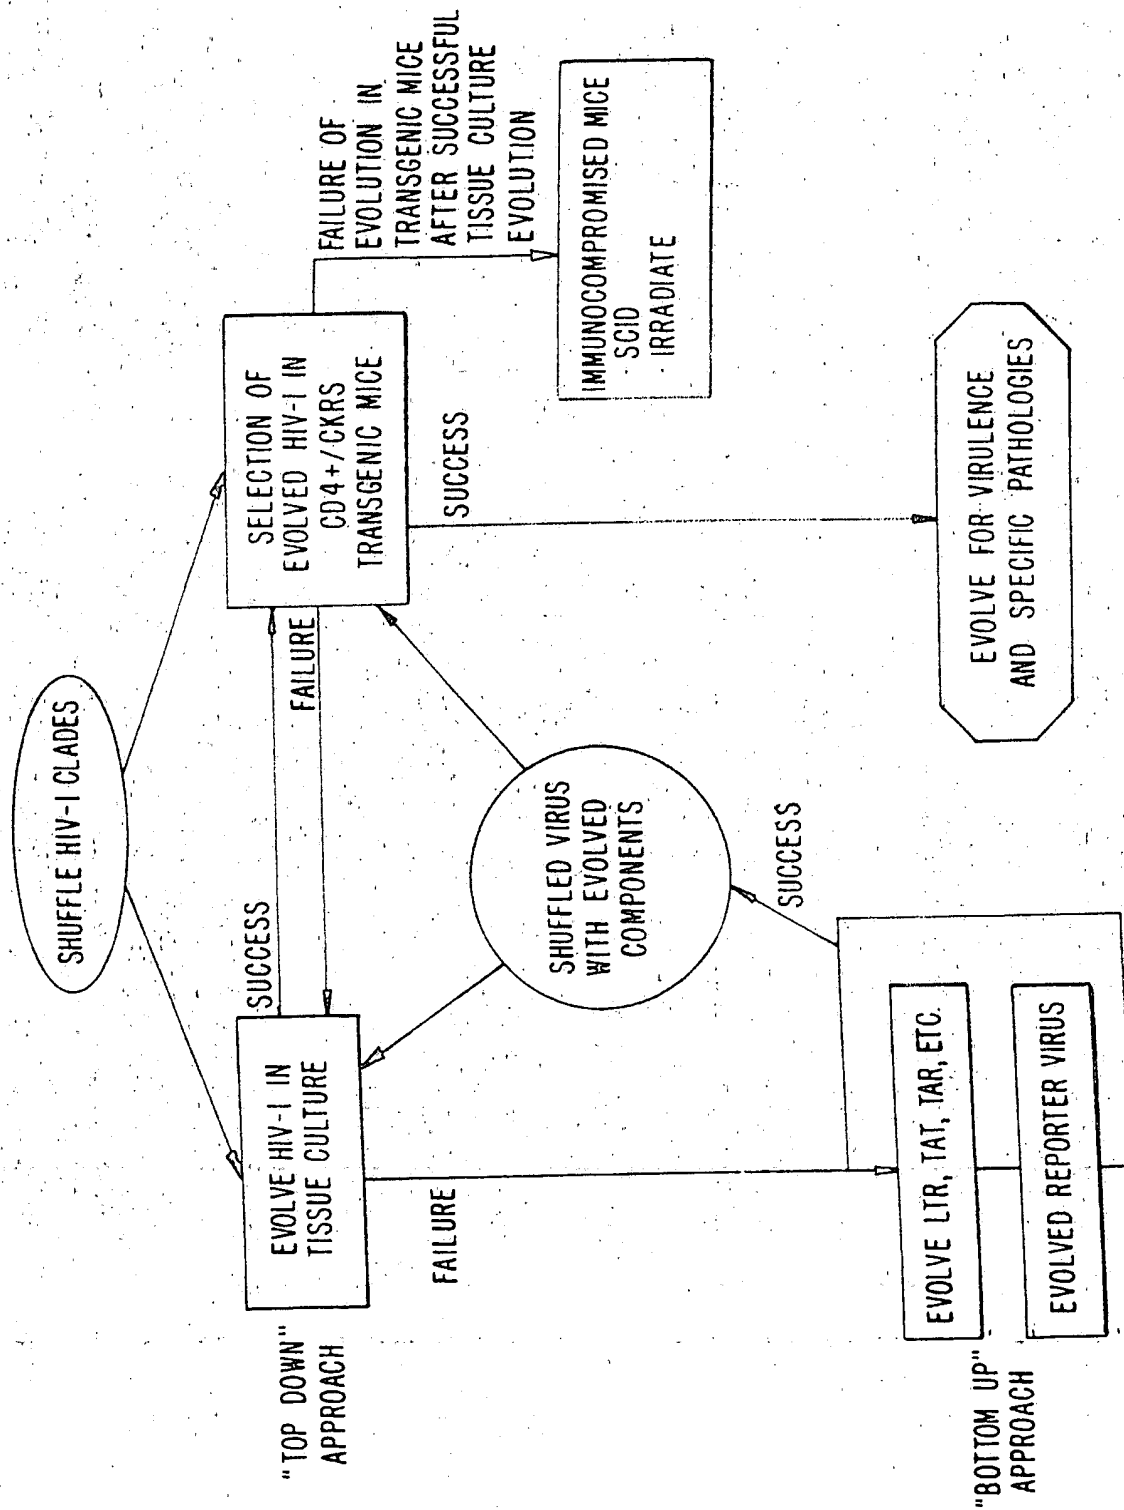 SHUFFLE HIV-1 CLADES
"TOP DOWN"
APPROACH
EVOLVE HIV-1 IN
TISSUE CULTURE
SUCCESS
FAILURE
SELECTION OF
EVOLVED HIV-1 IN
CD4+/CKRS
TRANSGENIC MICE
FAILURE OF
EVOLUTION IN
TRANSGENIC MICE
AFTER SUCCESSFUL
TISSUE CULTURE
EVOLUTION
FAILURE
SUCCESS
IMMUNOCOMPROMISED MICE
·SCID
·IRRADIATE
SHUFFLED VIRUS
WITH EVOLVED
COMPONENTS
SUCCESS
"BOTTOM UP"
APPROACH
EVOLVE LTR, TAT, TAR, ETC.
EVOLVED REPORTER VIRUS
EVOLVE FOR VIRULENCE
AND SPECIFIC PATHOLOGIES